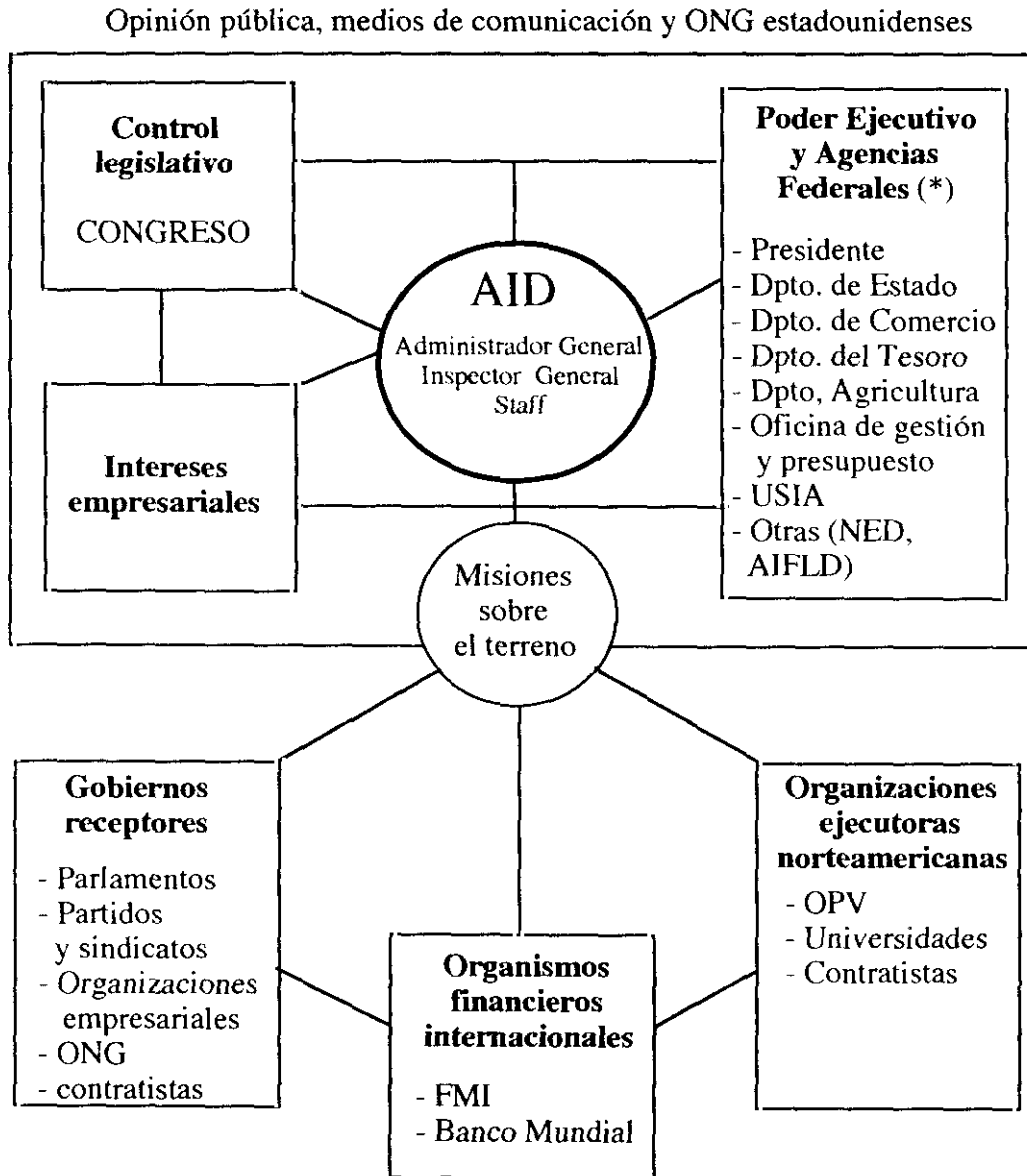 Opinión pública, medios de comunicación y ONG estadounidenses
Control
legislativo
CONGRESO
Poder Ejecutivo
y Agencias
Federales (*)
- Presidente
- Dpto. de Estado
- Dpto. de Comercio
- Dpto. del Tesoro
- Dpto, Agricultura
- Oficina de gestión
y presupuesto
- USIA
- Otras (NED,
AIFLD)
AID
Administrador General
Inspector General
Staff
Intereses
empresariales
Misiones
sobre
el terreno
Gobiernos
receptores
- Parlamentos
- Partidos
y sindicatos
- Organizaciones
empresariales
- ONG
- contratistas
Organismos
financieros
internacionales
- FMI
- Banco Mundial
Organizaciones
ejecutoras
norteamericanas
- OPV
- Universidades
- Contratistas